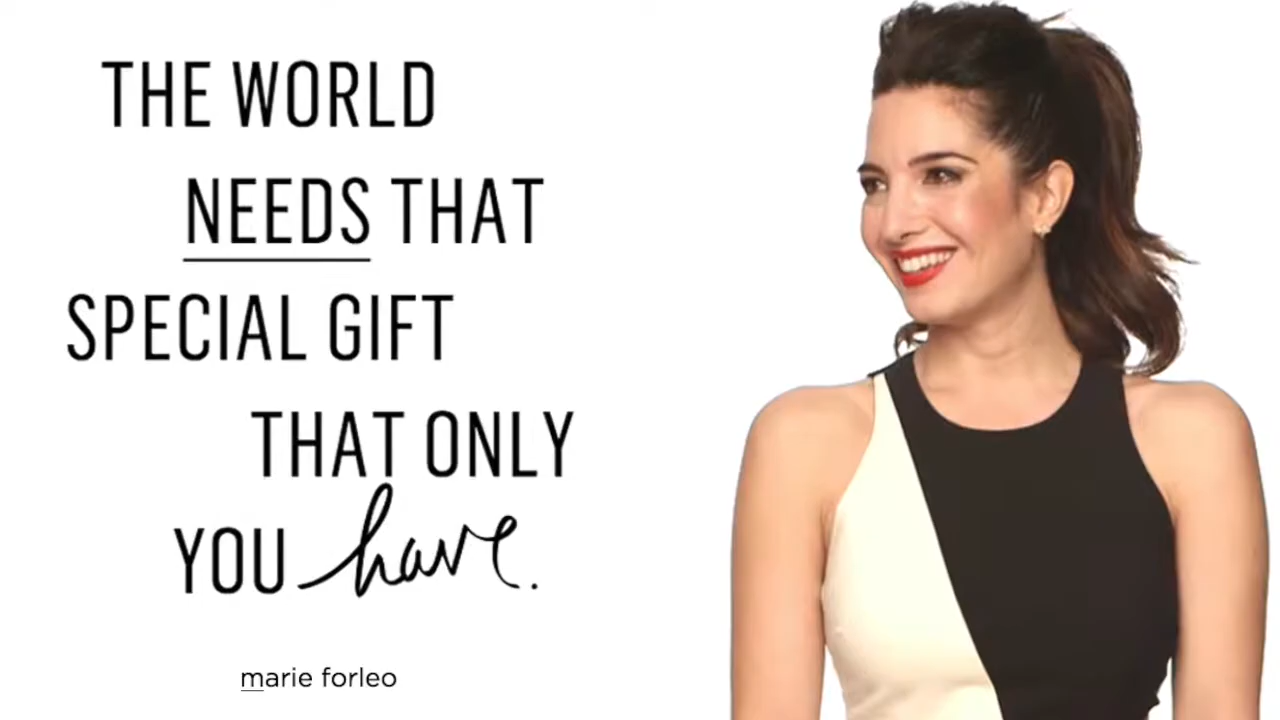 THE WORLD
NEEDS THAT
SPECIAL GIFT
THAT ONLY
YOU have.
marie forleo